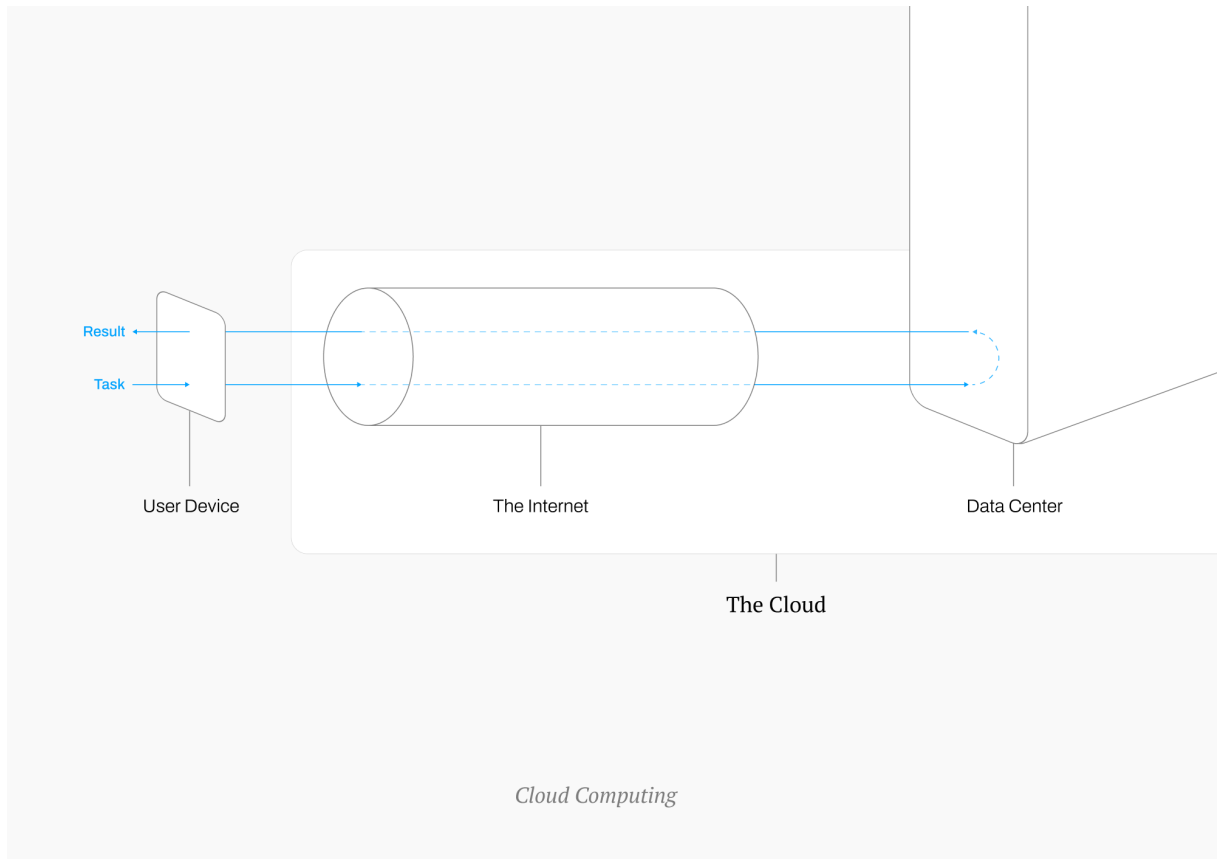 Result
Task
User Device
The Internet
Data Center
The Cloud
Cloud Computing